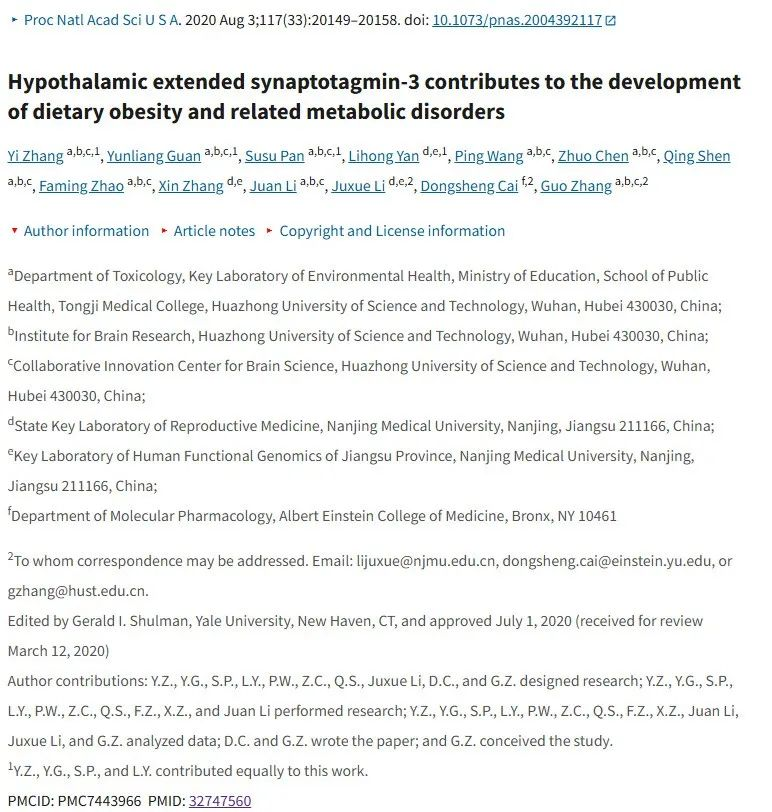 ‣ Proc Natl Acad Sci U S A. 2020 Aug 3;117(33):20149–20158. doi: 10.1073/pnas.2004392117
Hypothalamic extended synaptotagmin-3 contributes to the development
of dietary obesity and related metabolic disorders
Yi Zhang a,b,c,1, Yunliang Guan a,b,c,1, Susu Pan a,b,c,1, Lihong Yan d,e,1, Ping Wang a,b,c, Zhuo Chen a,b,c, Qing Shen
a,b,c, Faming Zhao a,b,c, Xin Zhang d,e, Juan Li a,b,c, Juxue Li d,e,2, Dongsheng Cai f,2, Guo Zhang a,b,c,2
▾ Author information ▸ Article notes ▸ Copyright and License information
aDepartment of Toxicology, Key Laboratory of Environmental Health, Ministry of Education, School of Public
Health, Tongji Medical College, Huazhong University of Science and Technology, Wuhan, Hubei 430030, China;
bInstitute for Brain Research, Huazhong University of Science and Technology, Wuhan, Hubei 430030, China;
cCollaborative Innovation Center for Brain Science, Huazhong University of Science and Technology, Wuhan,
Hubei 430030, China;
dState Key Laboratory of Reproductive Medicine, Nanjing Medical University, Nanjing, Jiangsu 211166, China;
eKey Laboratory of Human Functional Genomics of Jiangsu Province, Nanjing Medical University, Nanjing,
Jiangsu 211166, China;
fDepartment of Molecular Pharmacology, Albert Einstein College of Medicine, Bronx, NY 10461
2To whom correspondence may be addressed. Email: lijuxue@njmu.edu.cn, dongsheng.cai@einstein.yu.edu, or
gzhang@hust.edu.cn.
Edited by Gerald I. Shulman, Yale University, New Haven, CT, and approved July 1, 2020 (received for review
March 12, 2020)
Author contributions: Y.Z., Y.G., S.P., L.Y., P.W., Z.C., Q.S., Juxue Li, D.C., and G.Z. designed research; Y.Z., Y.G., S.P.,
L.Y., P.W., Z.C., Q.S., F.Z., X.Z., and Juan Li performed research; Y.Z., Y.G., S.P., L.Y., P.W., Z.C., Q.S., F.Z., X.Z., Juan Li,
Juxue Li, and G.Z. analyzed data; D.C. and G.Z. wrote the paper; and G.Z. conceived the study.
1Y.Z., Y.G., S.P., and L.Y. contributed equally to this work.
PMCID: PMC7443966 PMID: 32747560